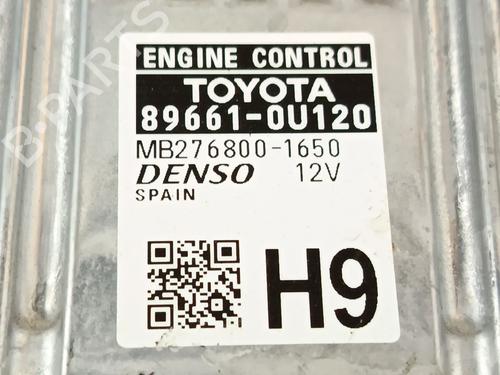 ENGINE CONTROL
TOYOTA
89661-0U120
MB276800-1650
DENSO 12V
SPAIN
H9
B-PARTS